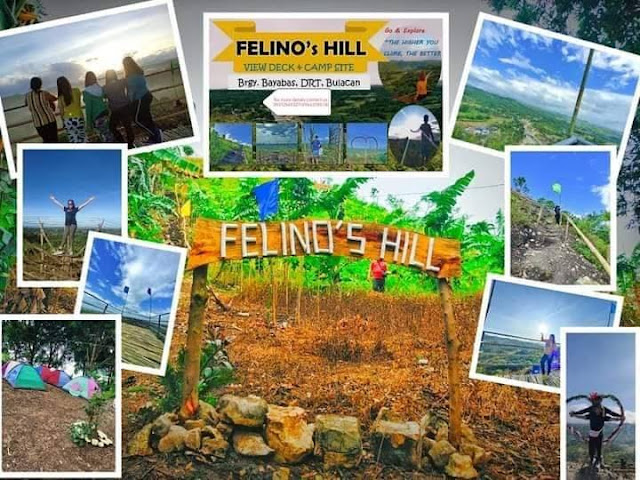 FELINO's HILL
VIEW DECK + CAMP SITE
Brgy. Bayabas, DRT, Bulacan
Go & Explore
"THE HIGHER YOU
CLIMB, THE BETTER
FELINO'S HILL